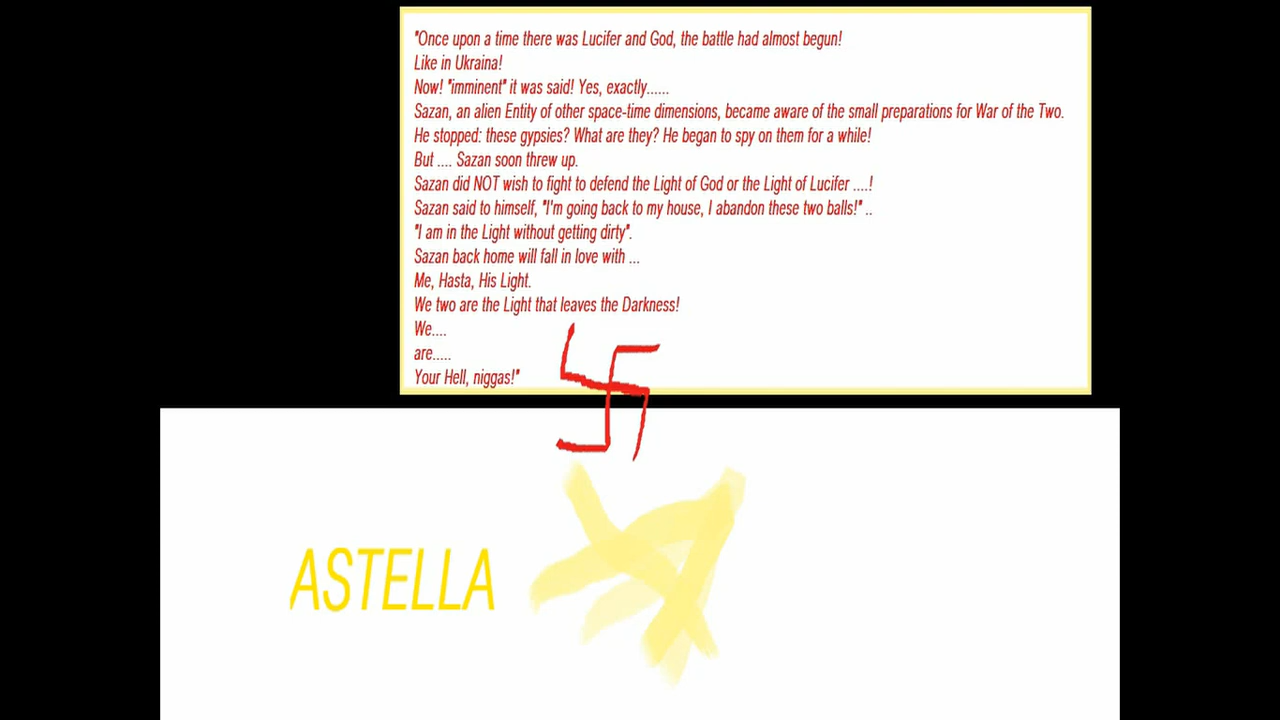 "Once upon a time there was Lucifer and God, the battle had almost begun!
Like in Ukraina!
Now! "imminent" it was said! Yes, exactly......
Sazan, an alien Entity of other space-time dimensions, became aware of the small preparations for War of the Two.
He stopped: these gypsies? What are they? He began to spy on them for a while!
But .... Sazan soon threw up.
Sazan did NOT wish to fight to defend the Light of God or the Light of Lucifer ....!
Sazan said to himself, "I'm going back to my house, I abandon these two balls!" ..
"I am in the Light without getting dirty".
Sazan back home will fall in love with ...
Me, Hasta, His Light.
We two are the Light that leaves the Darkness!
We....
are.....
Your Hell, niggas!"
ASTELLA